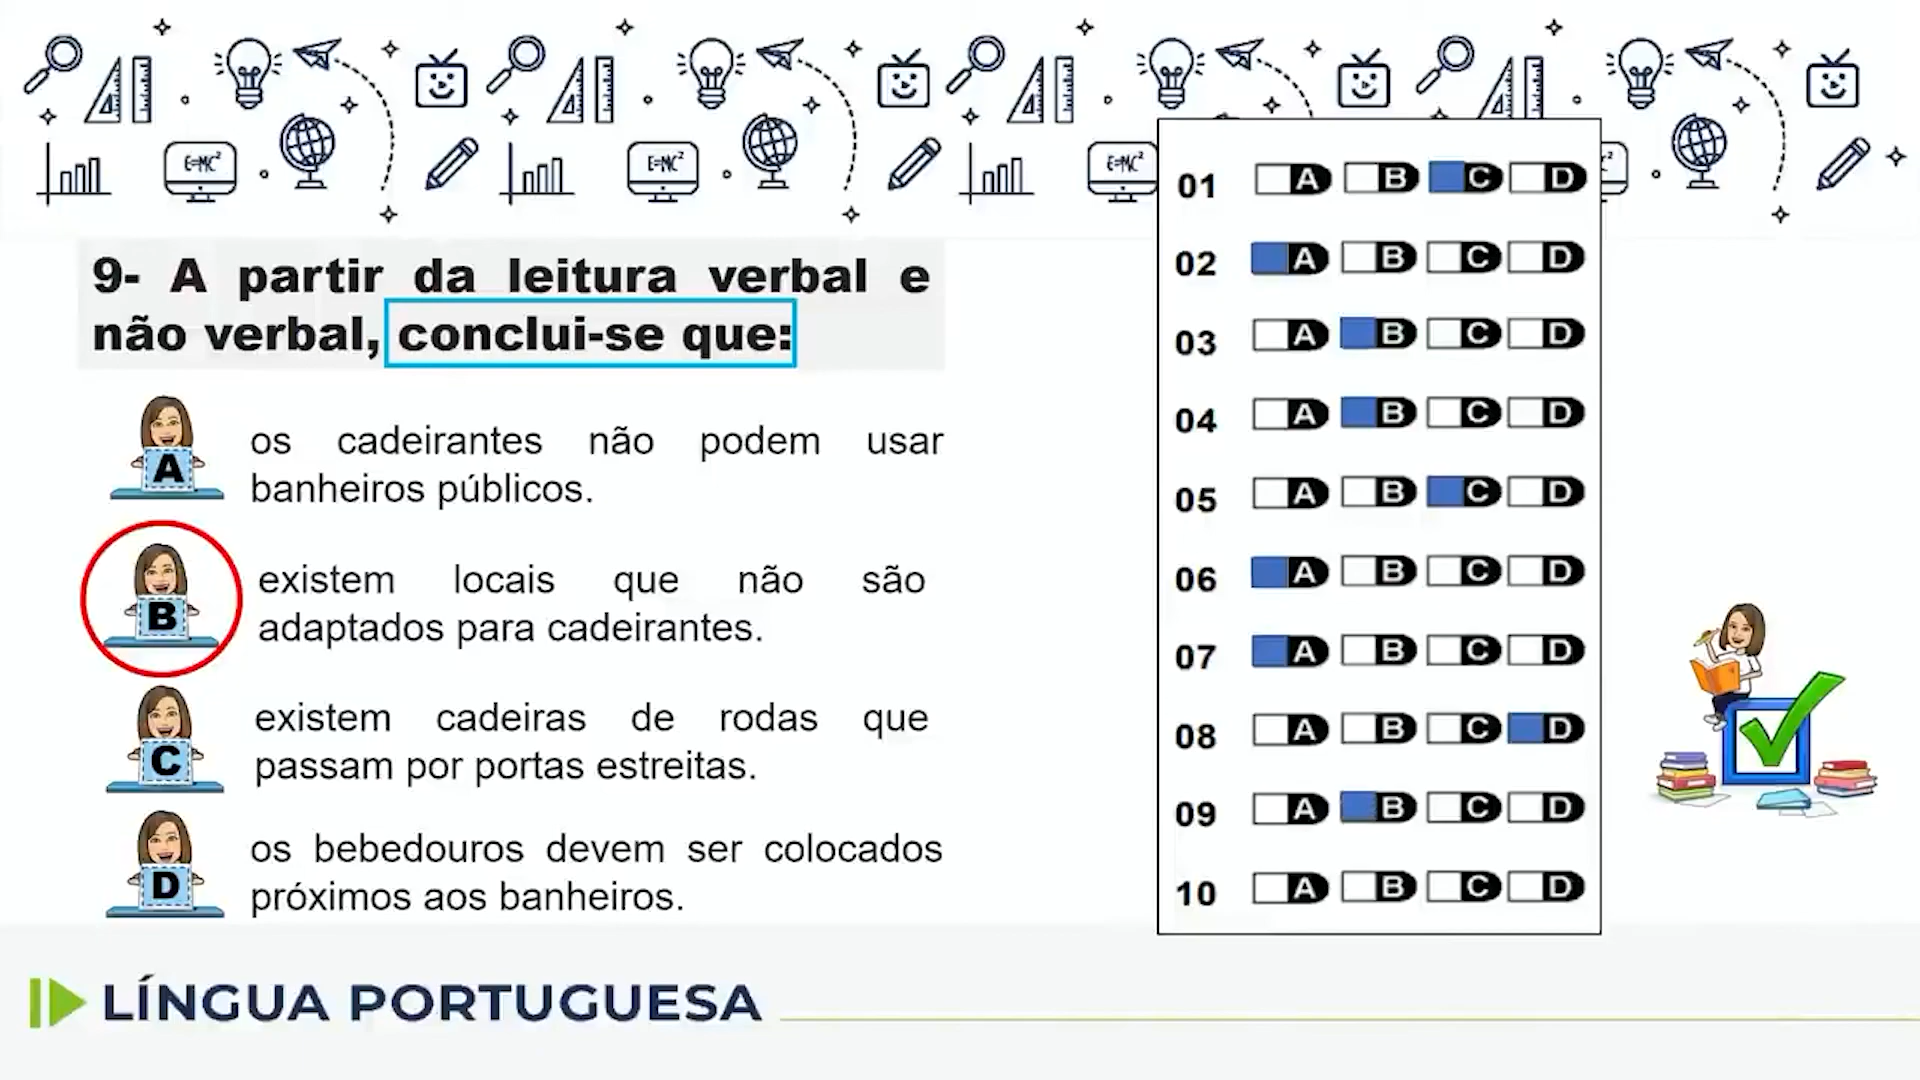 E=MC²
E=MC²
E=MC²
9- A partir da leitura verbal e
não verbal, conclui-se que:
A
os cadeirantes não podem usar
banheiros públicos.
B
existem locais que não são
adaptados para cadeirantes.
C
existem cadeiras de rodas que
passam por portas estreitas.
D
os bebedouros devem ser colocados
próximos aos banheiros.
01 A B C D
02 A B C D
03 A B C D
04 A B C D
05 A B C D
06 A B C D
07 A B C D
08 A B C D
09 A B C D
10 A B C D
LÍNGUA PORTUGUESA